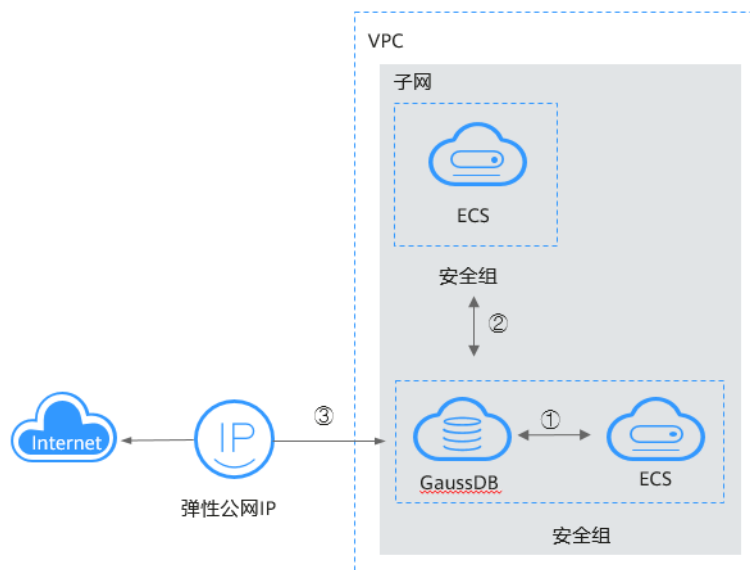 VPC
子网
ECS
安全组
②
③
①
Internet
IP
GaussDB
ECS
弹性公网IP
安全组